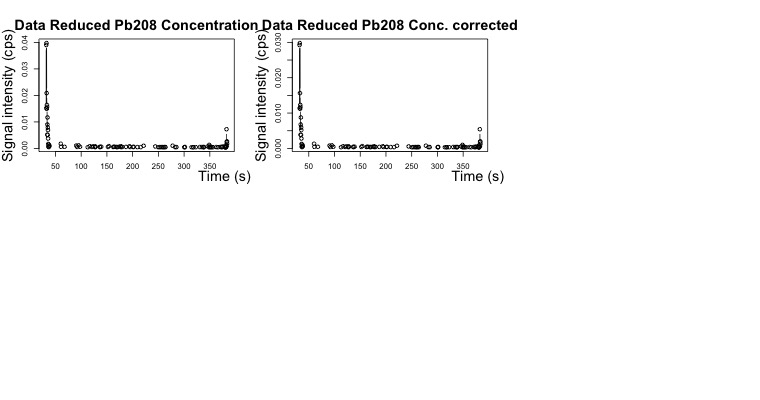 Data Reduced Pb208 Concentration
Signal intensity (cps)
0.04
0.03
0.02
0.01
0.00
50 100 150 200 250 300 350
Time (s)
Data Reduced Pb208 Conc. corrected
Signal intensity (cps)
0.030
0.020
0.010
0.000
50 100 150 200 250 300 350
Time (s)